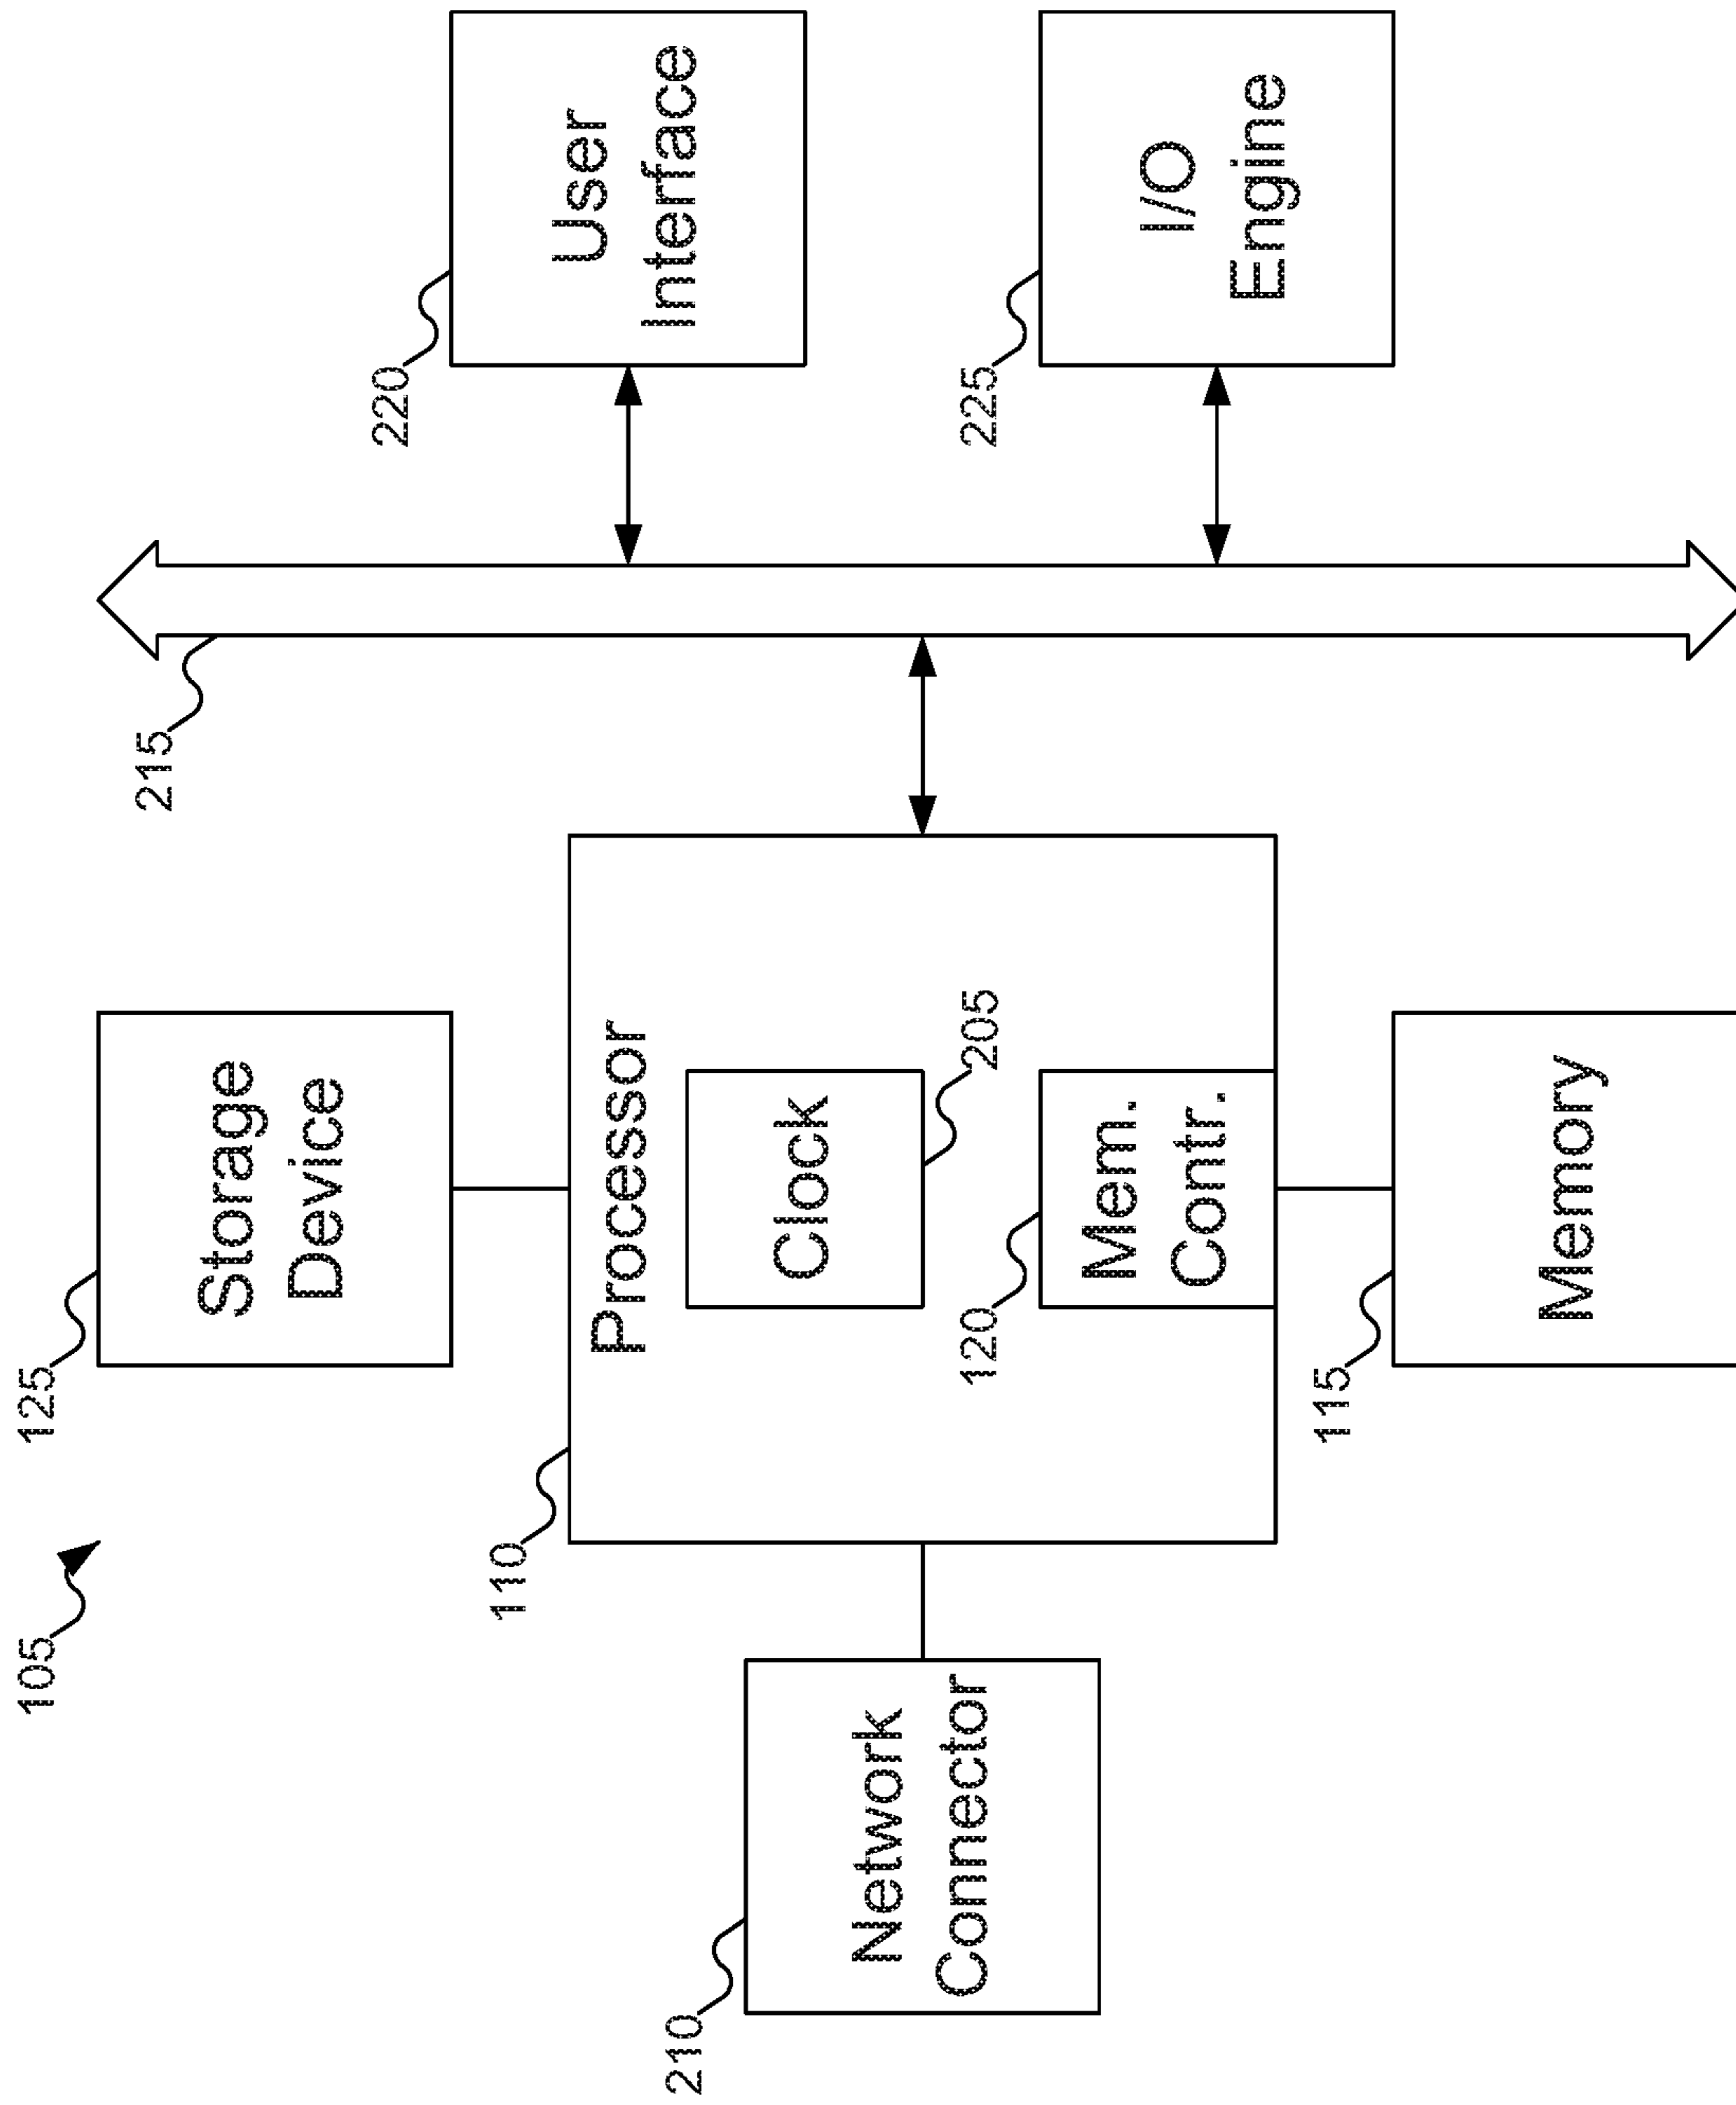 105
125
Storage
Device
215
110
Processor
220
User
Interface
Clock
205
210
Network
Connector
120
Mem.
Contr.
225
I/O
Engine
115
Memory